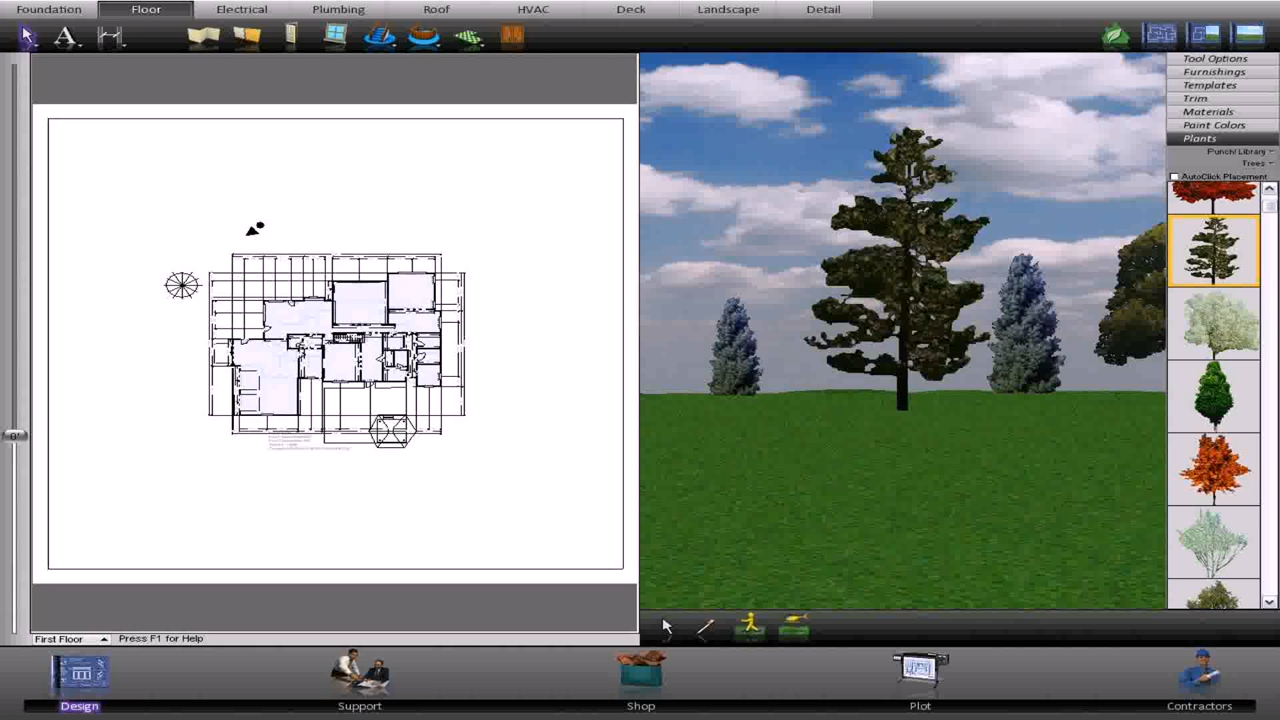 Foundation
Floor
Electrical
Plumbing
Roof
HVAC
Deck
Landscape
Detail
A
Tool Options
Furnishings
Templates
Trim
Materials
Paint Colors
Plants
Punch! Library
Trees
AutoClick Placement
0'
First Floor
Press F1 for Help
Design
Support
Shop
Plot
Contractors